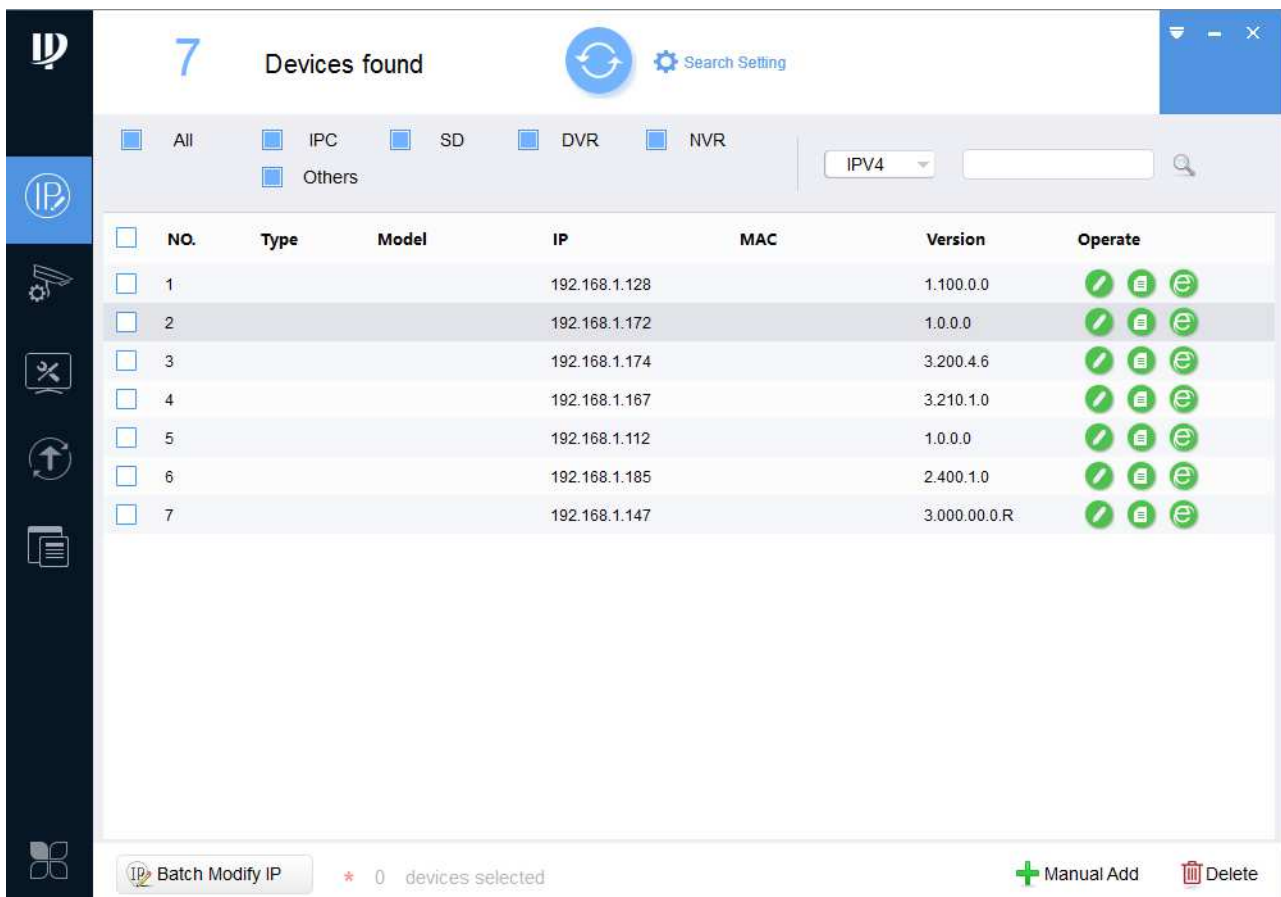 7 Devices found Search Setting
All IPC SD DVR NVR
IPV4
Others
NO. Type Model IP MAC Version Operate
1 192.168.1.128 1.100.0.0
2 192.168.1.172 1.0.0.0
3 192.168.1.174 3.200.4.6
4 192.168.1.167 3.210.1.0
5 192.168.1.112 1.0.0.0
6 192.168.1.185 2.400.1.0
7 192.168.1.147 3.000.00.0.R
IP Batch Modify IP * 0 devices selected Manual Add Delete